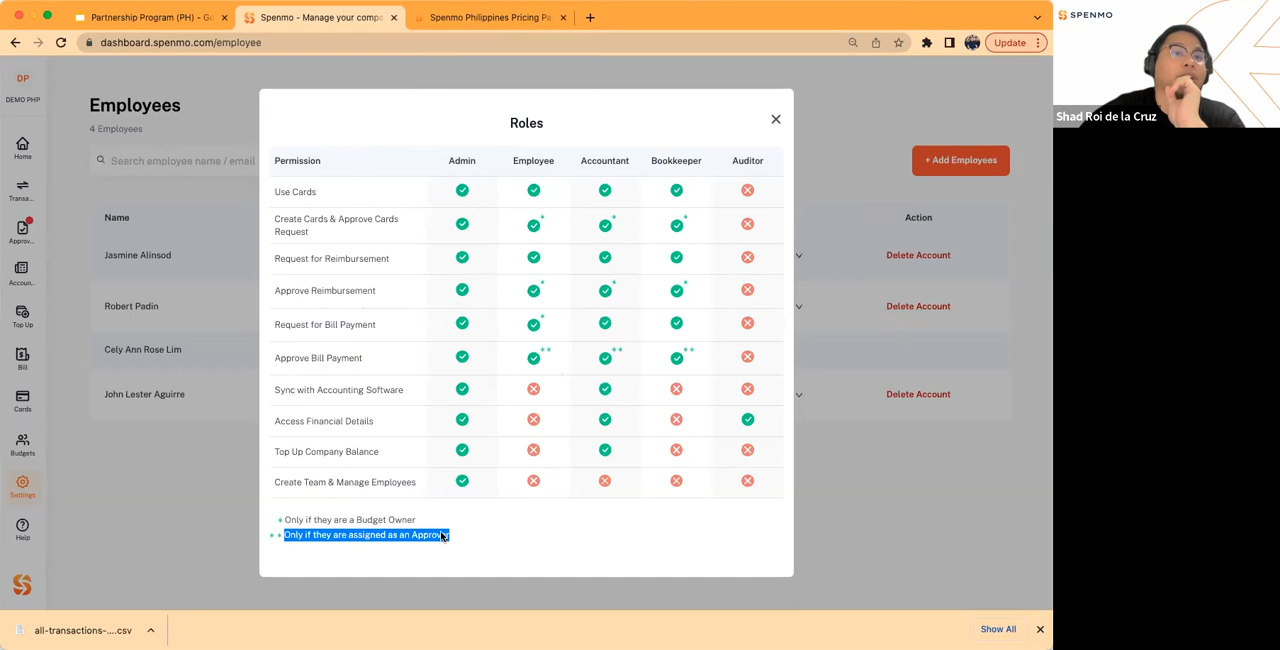 Partnership Program (PH) - Go
Spenmo - Manage your compa
Spenmo Philippines Pricing Pa
dashboard.spenmo.com/employee
Update
SPENMO
Shad Roi de la Cruz
DP
DEMO PHP
Home
Transa...
Approv...
Accoun...
Top Up
Bill
Cards
Budgets
Settings
Help
Employees
4 Employees
Search employee name / email
+ Add Employees
Name
Action
Jasmine Alinsod
Delete Account
Robert Padin
Delete Account
Cely Ann Rose Lim
John Lester Aguirre
Delete Account
Roles
Permission Admin Employee Accountant Bookkeeper Auditor
Use Cards
Create Cards & Approve Cards
Request
Request for Reimbursement
Approve Reimbursement
Request for Bill Payment
Approve Bill Payment
Sync with Accounting Software
Access Financial Details
Top Up Company Balance
Create Team & Manage Employees
* Only if they are a Budget Owner
** Only if they are assigned as an Approver
all-transactions-....csv
Show All